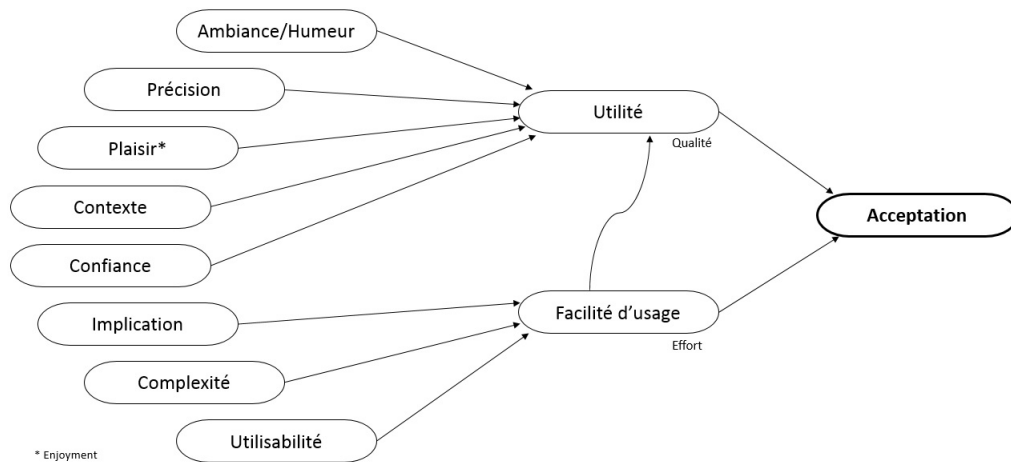 Ambiance/Humeur
Précision
Plaisir*
Contexte
Confiance
Implication
Complexité
Utilisabilité
Utilité
Qualité
Facilité d’usage
Effort
Acceptation
* Enjoyment